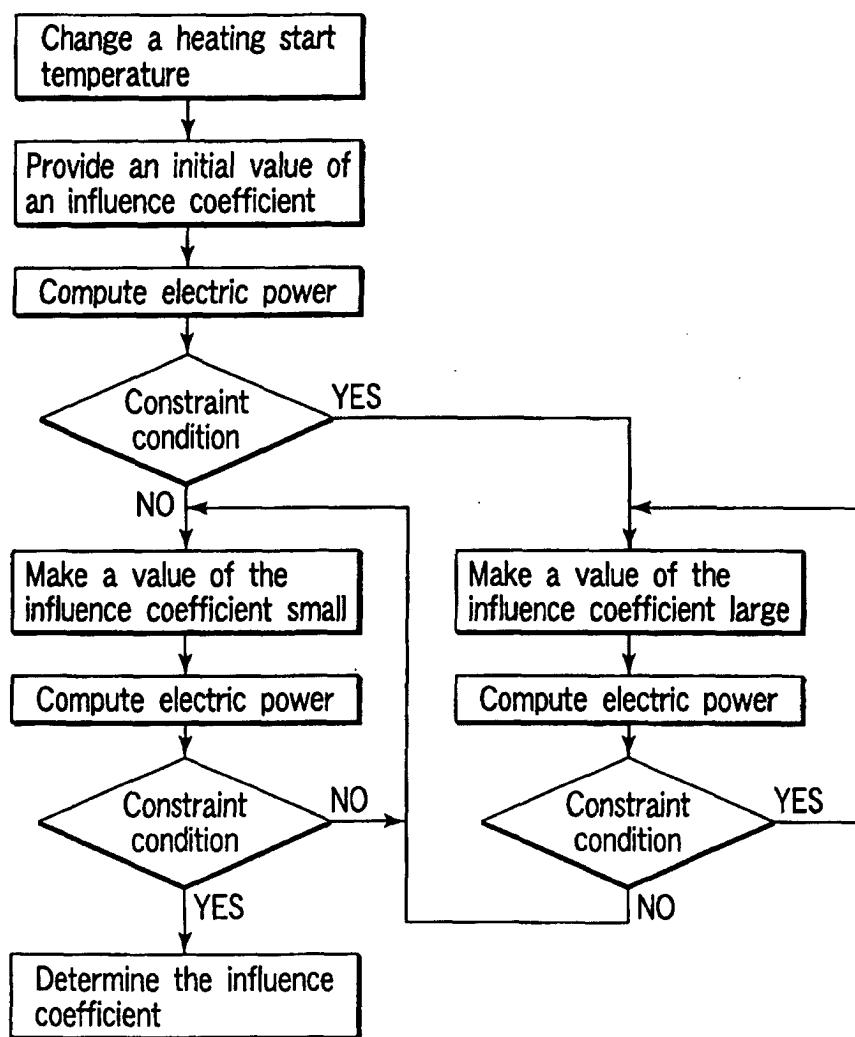 Change a heating start
temperature
Provide an initial value of
an influence coefficient
Compute electric power
Constraint
condition
YES
NO
Make a value of the
influence coefficient small
Compute electric power
Constraint
condition
NO
YES
Determine the influence
coefficient
Make a value of the
influence coefficient large
Compute electric power
Constraint
condition
YES
NO